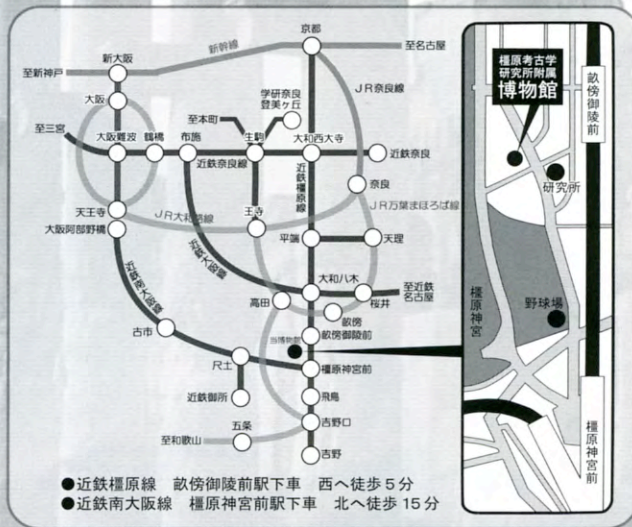 京都
新幹線
至名古屋
新大阪
至新神戸
大阪
JR奈良線
学研奈良
登美ヶ丘
至本町
至三宮
大阪難波
鶴橋
布施
生駒
大和西大寺
近鉄奈良線
近鉄奈良
近鉄橿原線
奈良
天王寺
JR大和路線
王寺
JR万葉まほろば線
大阪阿部野橋
平端
天理
近鉄大阪線
大和八木
至近鉄
名古屋
近鉄南大阪線
高田
桜井
畝傍
古市
畝傍御陵前
当博物館
尺土
橿原神宮前
近鉄御所
飛鳥
五条
吉野口
至和歌山
吉野
橿原考古学
研究所附属
博物館
畝傍御陵前
研究所
橿原神宮
野球場
橿原神宮前
●近鉄橿原線 畝傍御陵前駅下車 西へ徒歩5分
●近鉄南大阪線 橿原神宮前駅下車 北へ徒歩15分